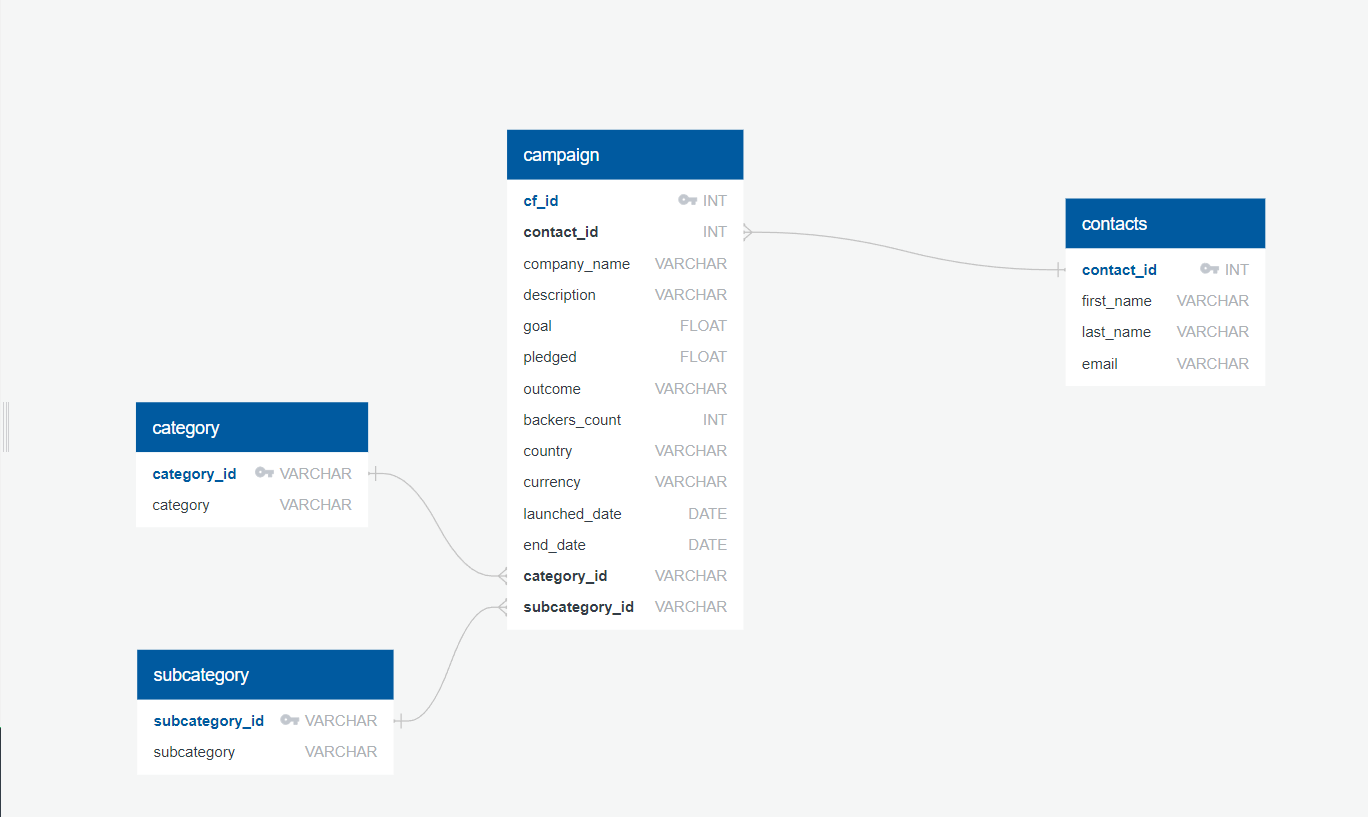 campaign
cf_id INT
contact_id INT
company_name VARCHAR
description VARCHAR
goal FLOAT
pledged FLOAT
outcome VARCHAR
backers_count INT
country VARCHAR
currency VARCHAR
launched_date DATE
end_date DATE
category_id VARCHAR
subcategory_id VARCHAR
contacts
contact_id INT
first_name VARCHAR
last_name VARCHAR
email VARCHAR
category
category_id VARCHAR
category VARCHAR
subcategory
subcategory_id VARCHAR
subcategory VARCHAR